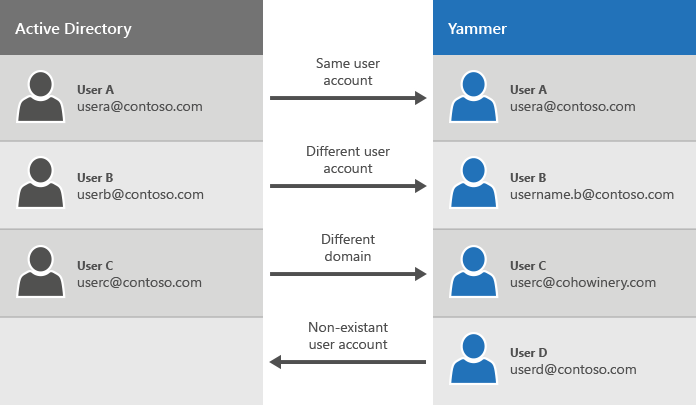 Active Directory
Yammer
User A
usera@contoso.com
Same user
account
User A
usera@contoso.com
User B
userb@contoso.com
Different user
account
User B
username.b@contoso.com
User C
userc@contoso.com
Different
domain
User C
userc@cohowinery.com
Non-existant
user account
User D
userd@contoso.com